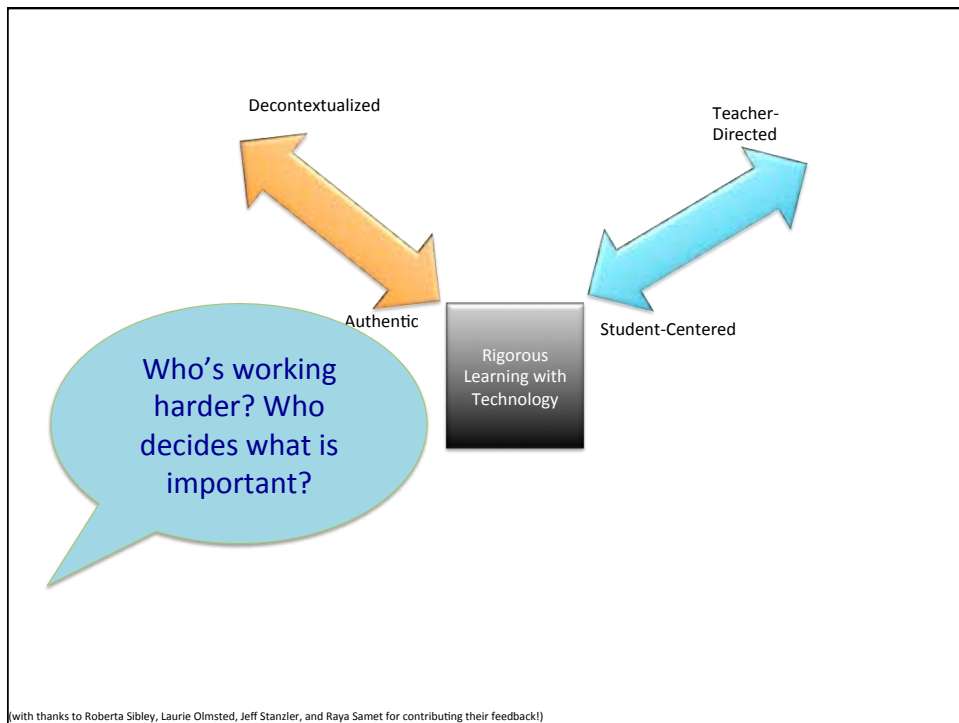 Decontextualized
Teacher-
Directed
Authentic
Student-Centered
Rigorous
Learning with
Technology
Who’s working
harder? Who
decides what is
important?
(with thanks to Roberta Sibley, Laurie Olmsted, Jeff Stanzler, and Raya Samet for contributing their feedback!)